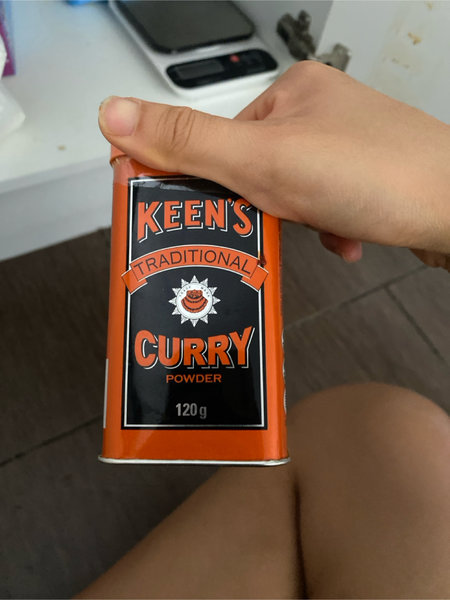 KEEN'S
TRADITIONAL
CURRY
POWDER
120g